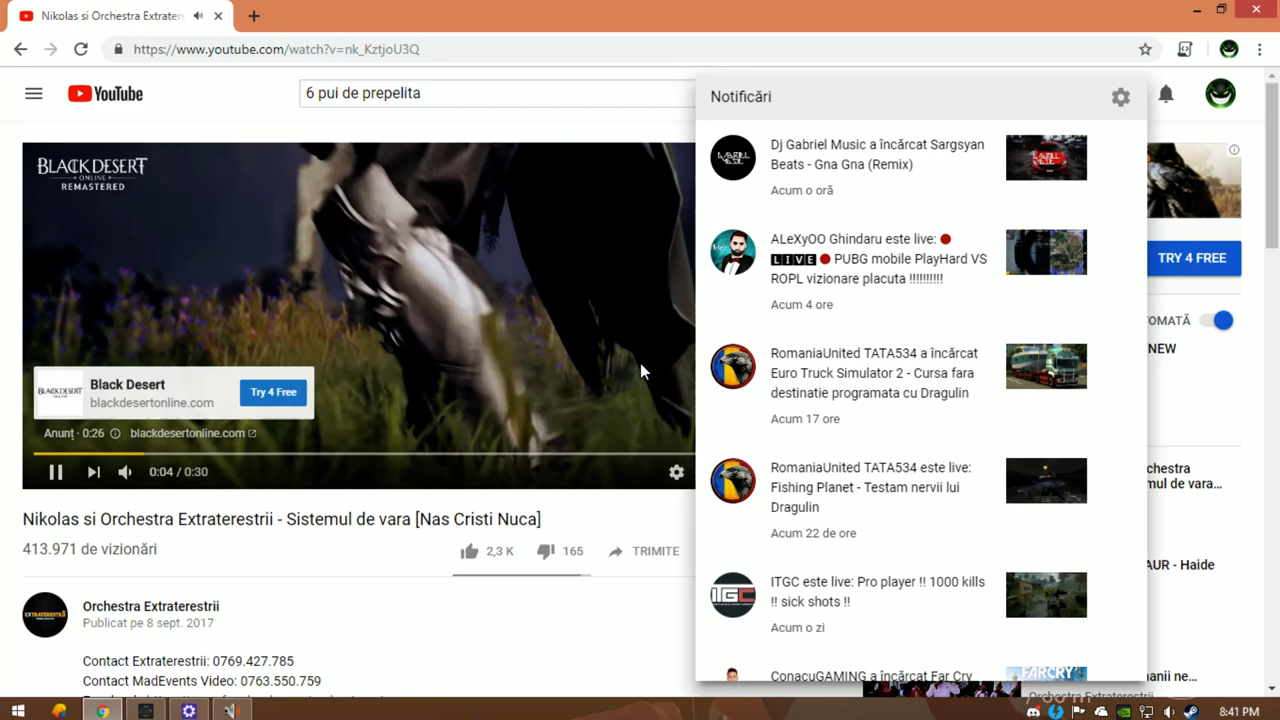 Nikolas si Orchestra Extratere
https://www.youtube.com/watch?v=nk_KztjoU3Q
YouTube
6 pui de prepelita
BLACK DESERT
ONLINE
REMASTERED
Black Desert
blackdesertonline.com
Try 4 Free
Anunț · 0:26
blackdesertonline.com
0:04 / 0:30
Nikolas si Orchestra Extraterestrii - Sistemul de vara [Nas Cristi Nuca]
413.971 de vizionări
2,3 K
165
TRIMITE
Orchestra Extraterestrii
Publicat pe 8 sept. 2017
Contact Extraterestrii: 0769.427.785
Contact MadEvents Video: 0763.550.759
Notificări
Dj Gabriel Music a încărcat Sargsyan
Beats - Gna Gna (Remix)
Acum o oră
ALeXyOO Ghindaru este live: 🔴
LIVE 🔴 PUBG mobile PlayHard VS
ROPL vizionare placuta !!!!!!!!!!
Acum 4 ore
RomaniaUnited TATA534 a încărcat
Euro Truck Simulator 2 - Cursa fara
destinatie programata cu Dragulin
Acum 17 ore
RomaniaUnited TATA534 este live:
Fishing Planet - Testam nervii lui
Dragulin
Acum 22 de ore
ITGC este live: Pro player !! 1000 kills
!! sick shots !!
Acum o zi
ConacuGAMING a încărcat Far Cry
FARCRY
ITGC
TRY 4 FREE
OMATĂ
NEW
chestra
mul de vara...
AUR - Haide
manii ne...
Orchestra Extraterestrii
8:41 PM